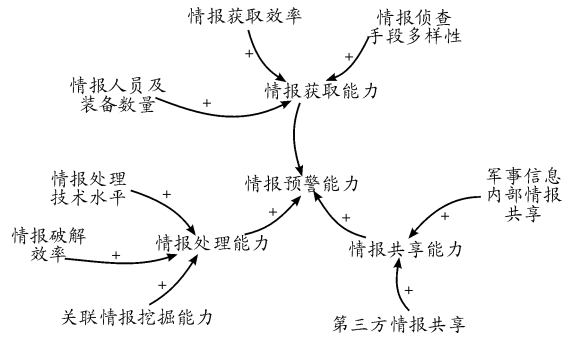 情报获取效率
情报侦查
手段多样性
+
+
情报人员及
装备数量
+
情报获取能力
情报处理
技术水平
情报预警能力
军事信息
内部情报
共享
+
+
+
+
情报破解
效率
情报处理能力
情报共享能力
+
+
+
关联情报挖掘能力
第三方情报共享